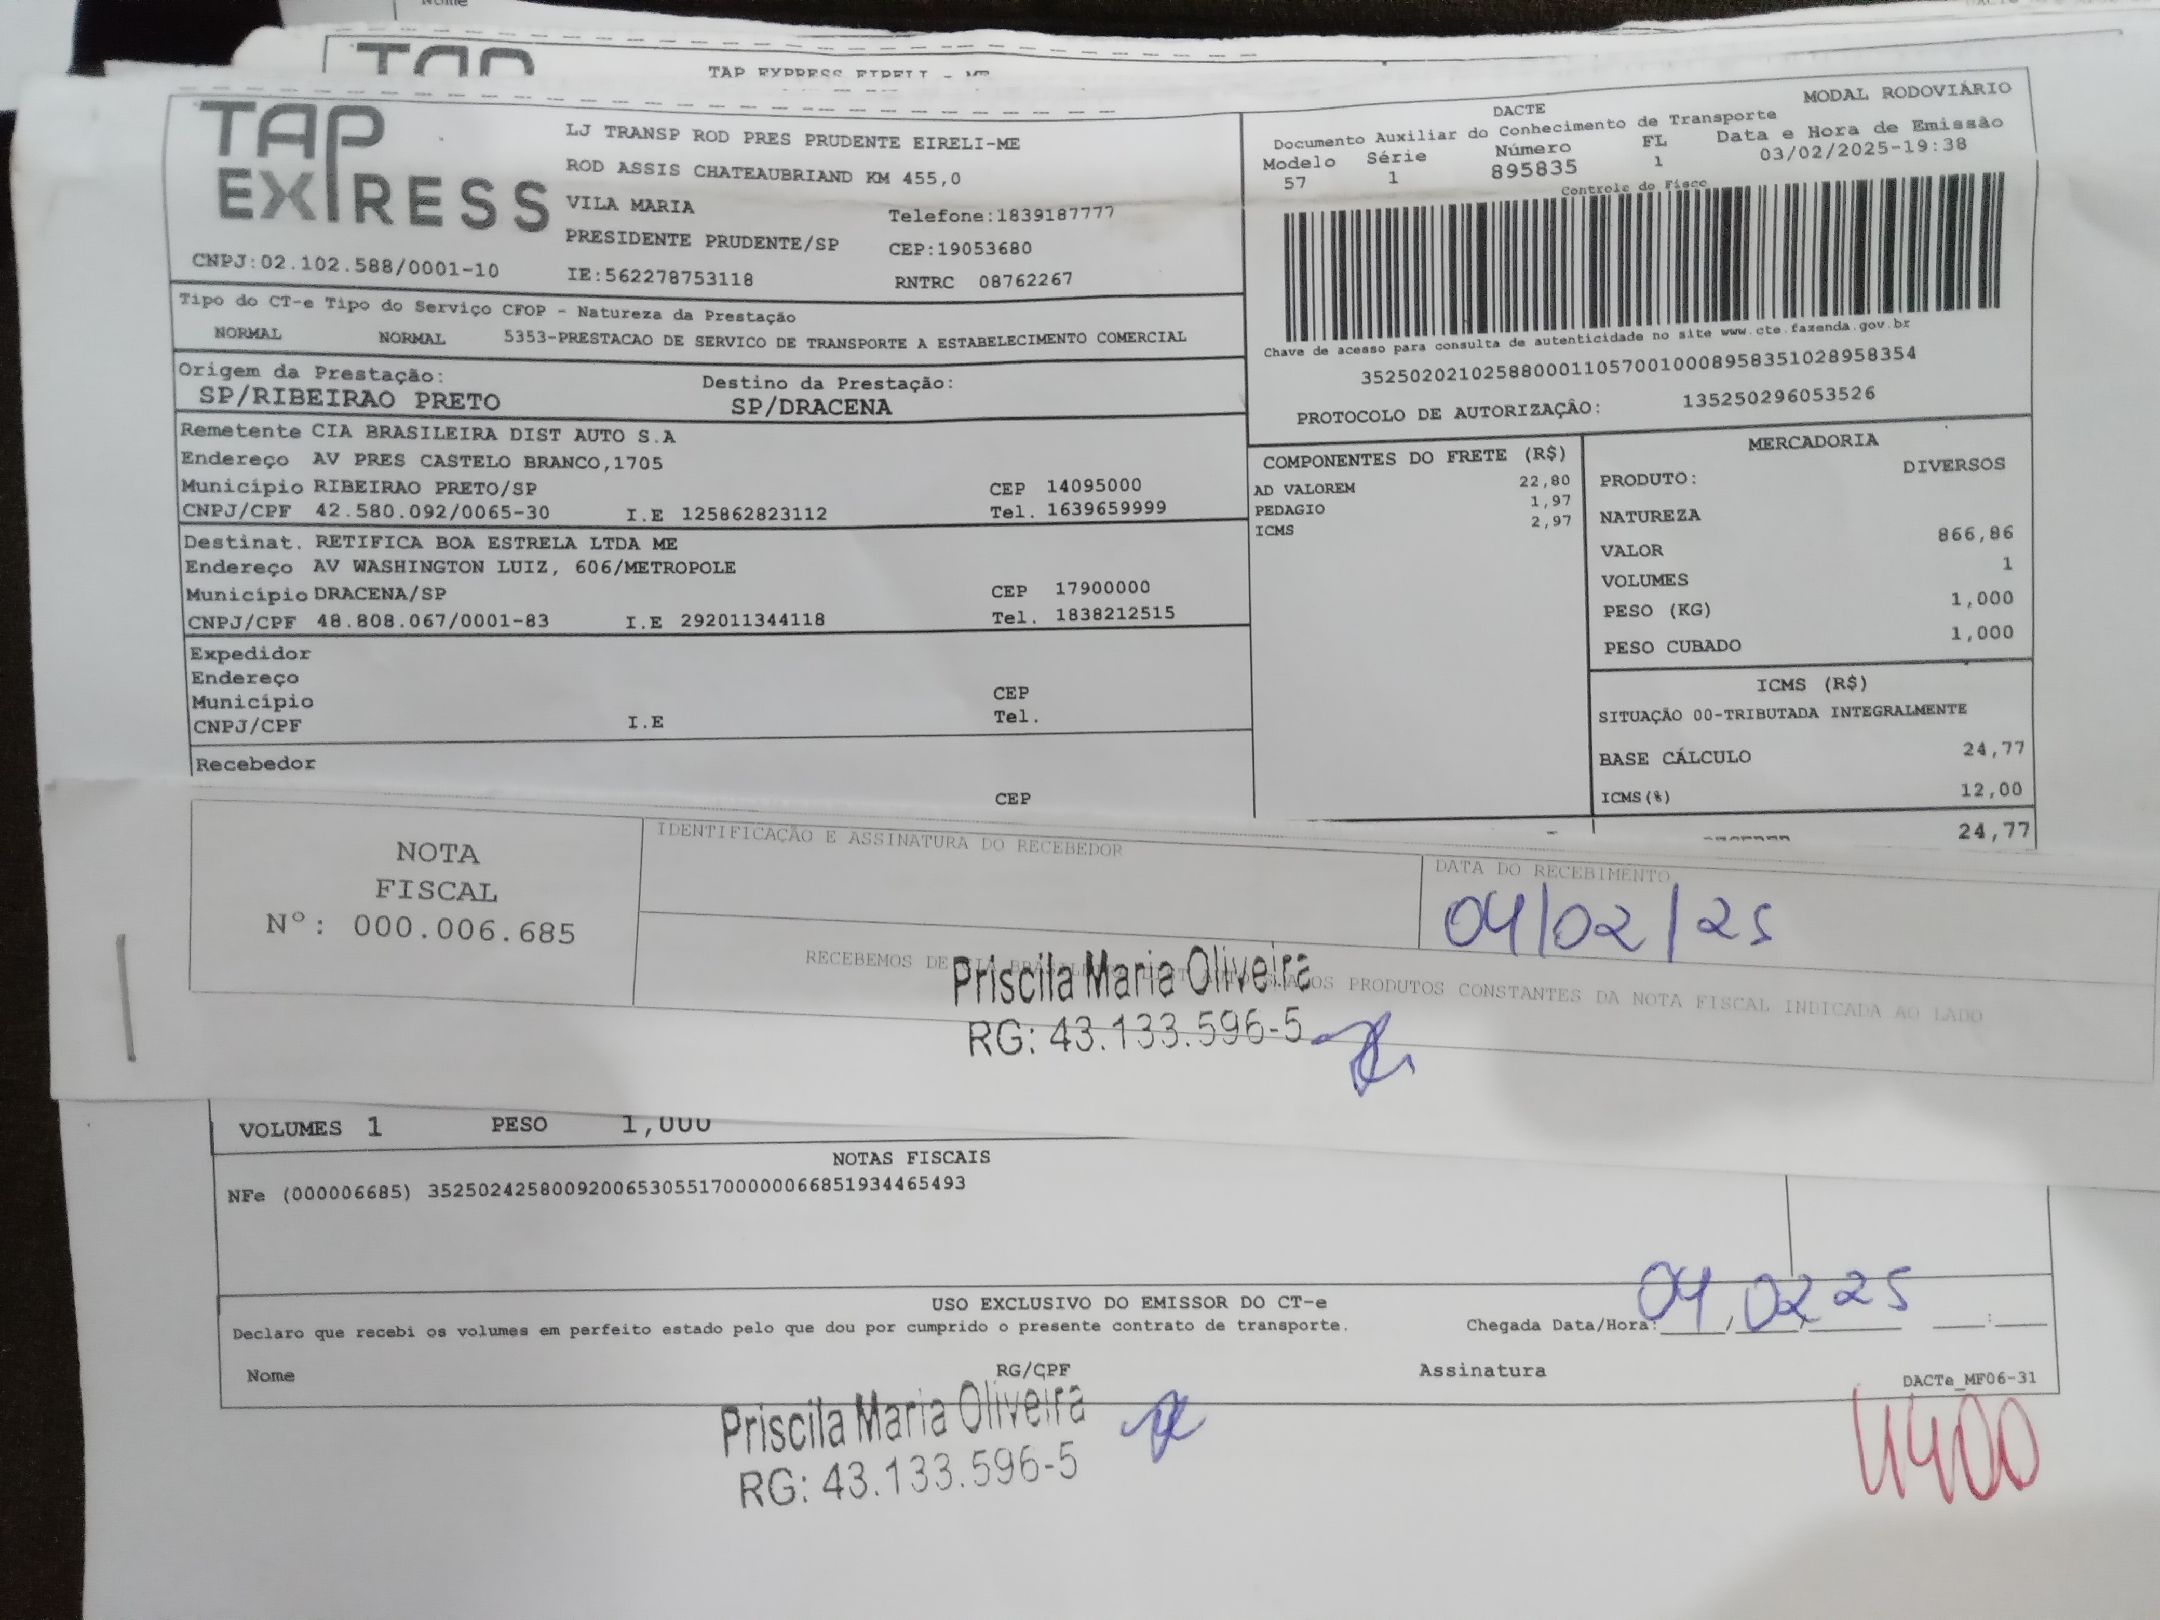 Nome
TAP EXPRESS EIRELI - ME
TAP EXPRESS
LJ TRANSP ROD PRES PRUDENTE EIRELI-ME
ROD ASSIS CHATEAUBRIAND KM 455,0
VILA MARIA
Telefone:1839187777
PRESIDENTE PRUDENTE/SP
CEP:19053680
CNPJ:02.102.588/0001-10
IE:562278753118
RNTRC 08762267
MODAL RODOVIÁRIO
DACTE
Documento Auxiliar do Conhecimento de Transporte
Modelo Série Número FL Data e Hora de Emissão
57 1 895835 1 03/02/2025-19:38
Controle do Fisco
Chave de acesso para consulta de autenticidade no site www.cte.fazenda.gov.br
35250202102588000110570010008958351028958354
PROTOCOLO DE AUTORIZAÇÃO: 135250296053526
Tipo do CT-e Tipo do Serviço CFOP - Natureza da Prestação
NORMAL NORMAL 5353-PRESTACAO DE SERVICO DE TRANSPORTE A ESTABELECIMENTO COMERCIAL
Origem da Prestação: Destino da Prestação:
SP/RIBEIRAO PRETO SP/DRACENA
Remetente CIA BRASILEIRA DIST AUTO S.A
Endereço AV PRES CASTELO BRANCO,1705
Município RIBEIRAO PRETO/SP CEP 14095000
CNPJ/CPF 42.580.092/0065-30 I.E 125862823112 Tel. 1639659999
Destinat. RETIFICA BOA ESTRELA LTDA ME
Endereço AV WASHINGTON LUIZ, 606/METROPOLE
Município DRACENA/SP CEP 17900000
CNPJ/CPF 48.808.067/0001-83 I.E 292011344118 Tel. 1838212515
Expedidor
Endereço
Município CEP
CNPJ/CPF I.E Tel.
Recebedor
CEP
COMPONENTES DO FRETE (R$)
AD VALOREM 22,80
PEDAGIO 1,97
ICMS 2,97
MERCADORIA
PRODUTO: DIVERSOS
NATUREZA
VALOR 866,86
VOLUMES 1
PESO (KG) 1,000
PESO CUBADO 1,000
ICMS (R$)
SITUAÇÃO 00-TRIBUTADA INTEGRALMENTE
BASE CÁLCULO 24,77
ICMS(%) 12,00
24,77
NOTA
FISCAL
Nº: 000.006.685
IDENTIFICAÇÃO E ASSINATURA DO RECEBEDOR
DATA DO RECEBIMENTO
04/02/25
RECEBEMOS DE CIA BRASILEIRA DIST AUTO S.A OS PRODUTOS CONSTANTES DA NOTA FISCAL INDICADA AO LADO
Priscila Maria Oliveira
RG: 43.133.596-5
VOLUMES 1 PESO 1,000
NOTAS FISCAIS
NFe (000006685) 35250242580092006530551700000066851934465493
USO EXCLUSIVO DO EMISSOR DO CT-e
Declaro que recebi os volumes em perfeito estado pelo que dou por cumprido o presente contrato de transporte.
Chegada Data/Hora:____/____/______ ____:____
04 02 25
Nome RG/CPF Assinatura
DACTe_MF06-31
Priscila Maria Oliveira
RG: 43.133.596-5